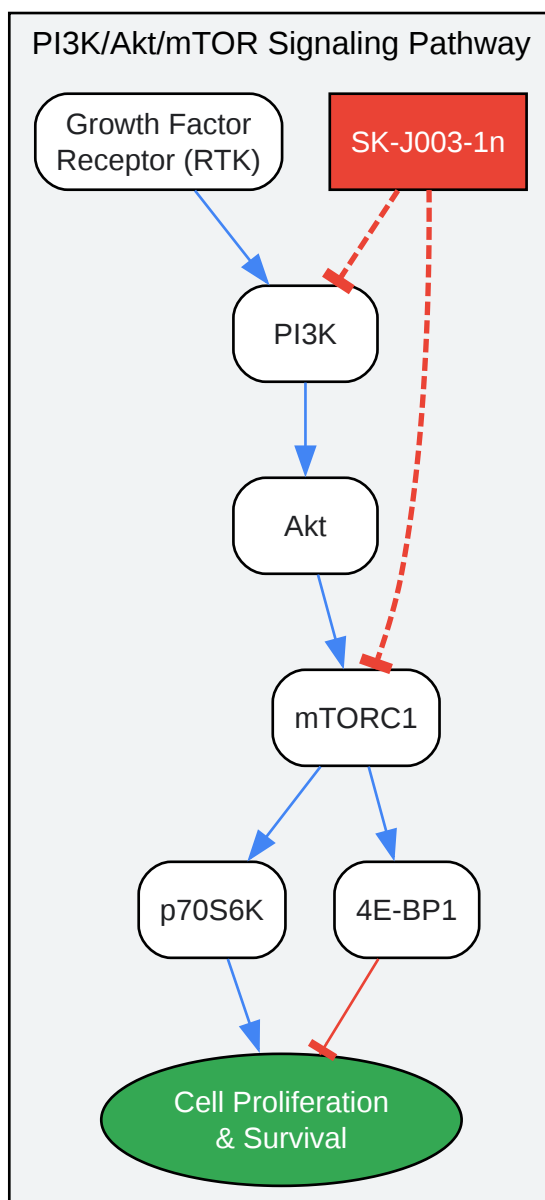 PI3K/Akt/mTOR Signaling Pathway
Growth Factor
Receptor (RTK)
SK-J003-1n
PI3K
Akt
mTORC1
p70S6K
4E-BP1
Cell Proliferation
& Survival